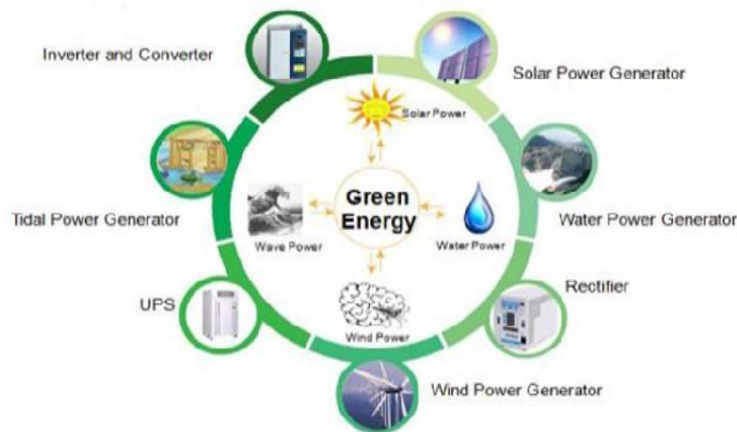 Inverter and Converter
Solar Power Generator
Solar Power
Tidal Power Generator
Green
Energy
Wave Power
Water Power
Water Power Generator
UPS
Rectifier
Wind Power
Wind Power Generator